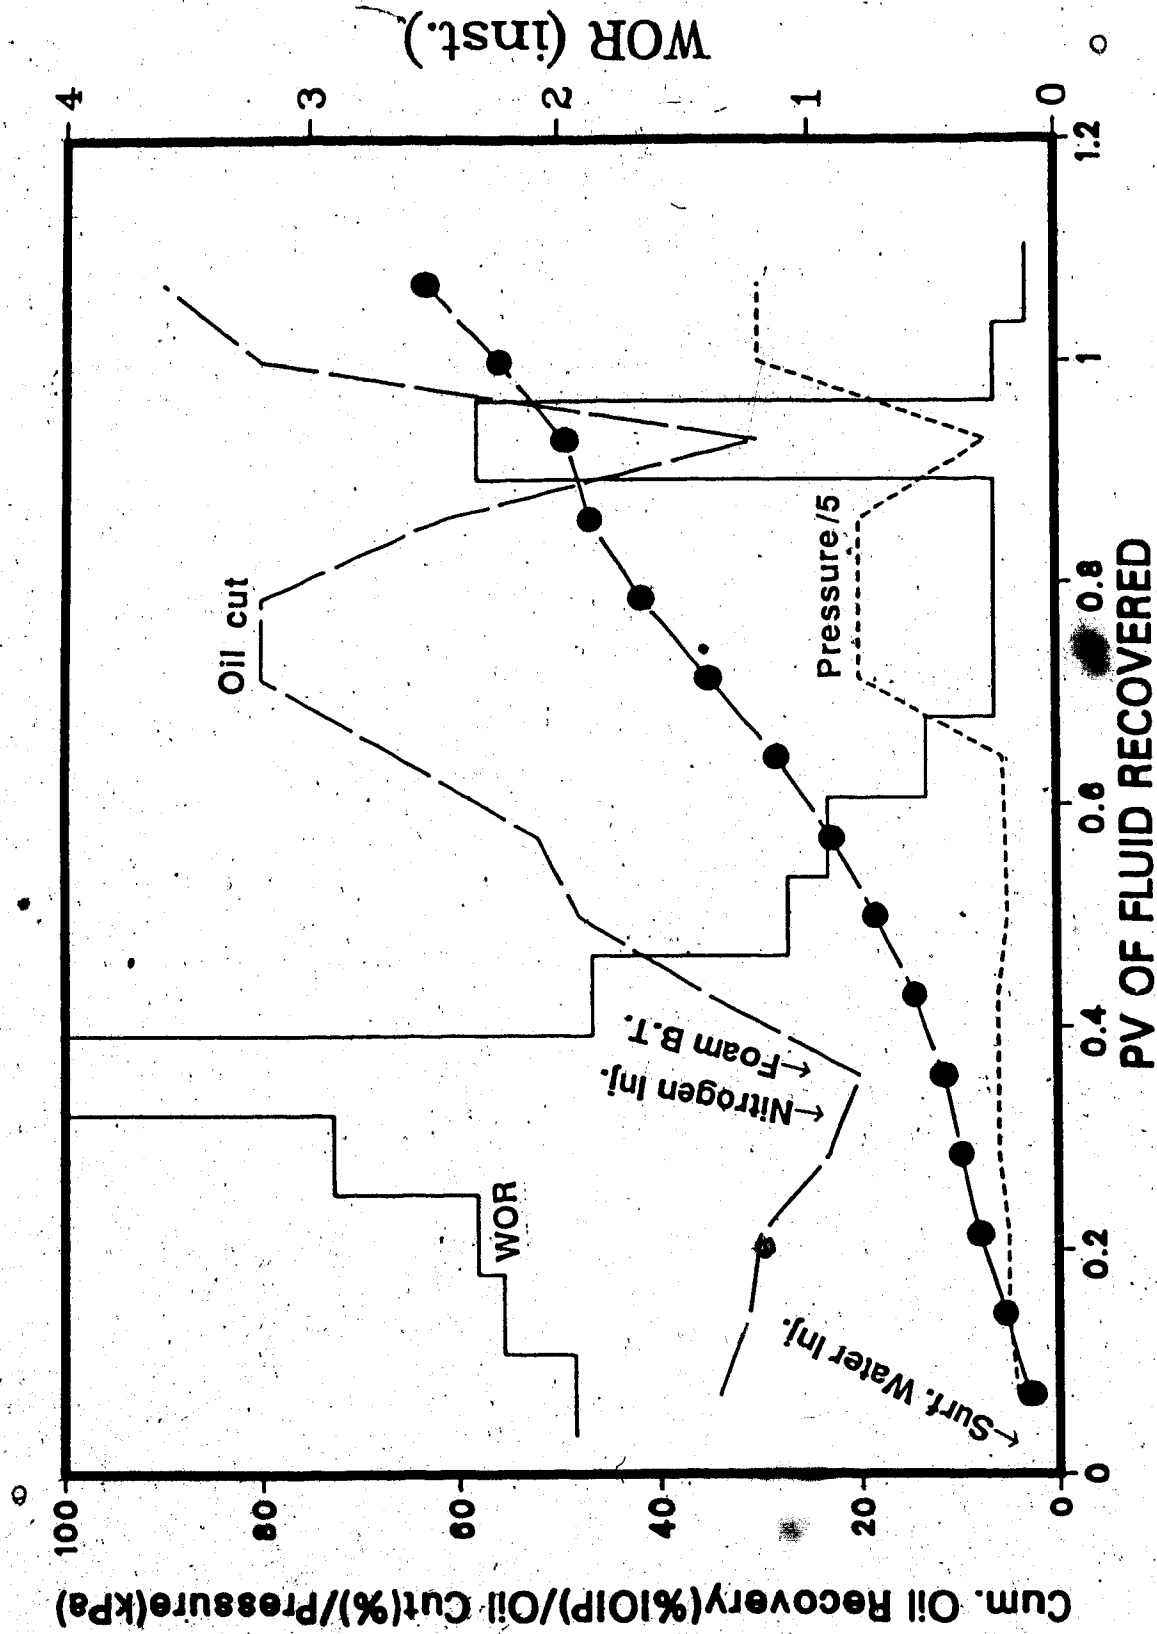 Cum. Oil Recovery(%IOIP)/Oil Cut(%)/Pressure(kPa)
100
80
60
40
20
0
WOR (inst.)
4
3
2
1
0
0
0.2
0.4
0.6
0.8
1
1.2
PV OF FLUID RECOVERED
Oil cut
WOR
Pressure/5
Surf. Water Inj.
Nitrogen Inj.
Foam B.T.